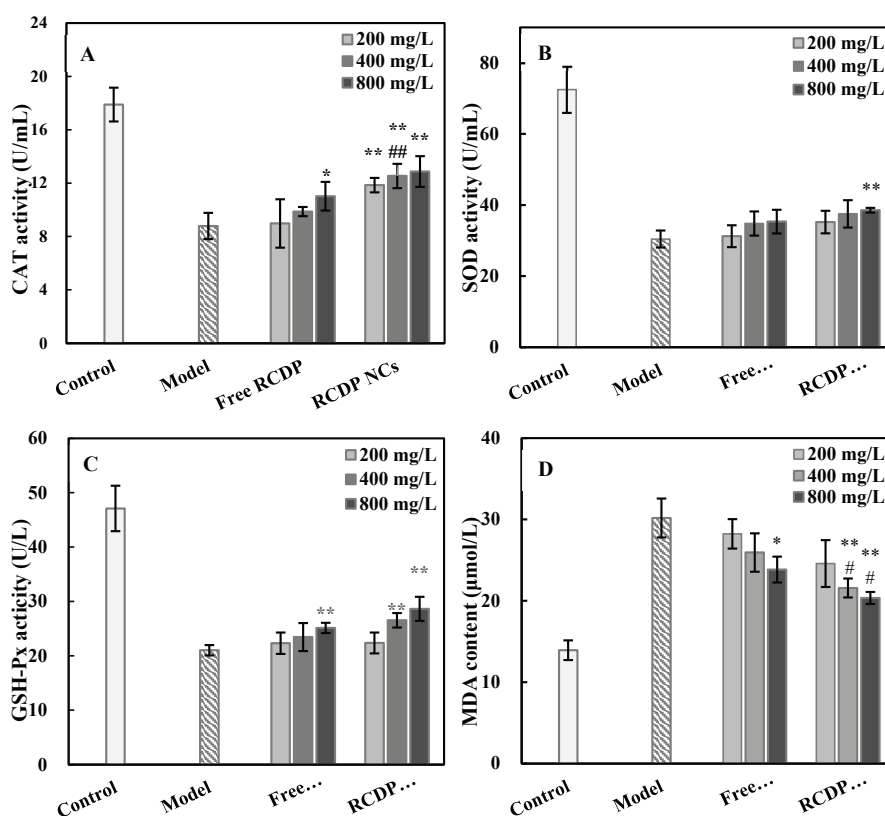 A
24
20
16
12
8
4
0
CAT activity (U/mL)
200 mg/L
400 mg/L
800 mg/L
*
**
**
##
**
Control
Model
Free RCDP
RCDP NCs
B
80
60
40
20
0
SOD activity (U/mL)
200 mg/L
400 mg/L
800 mg/L
**
Control
Model
Free…
RCDP…
C
60
50
40
30
20
10
0
GSH-Px acticity (U/L)
200 mg/L
400 mg/L
800 mg/L
**
**
**
Control
Model
Free…
RCDP…
D
40
30
20
10
0
MDA content (μmol/L)
200 mg/L
400 mg/L
800 mg/L
*
**
#
**
#
Control
Model
Free…
RCDP…